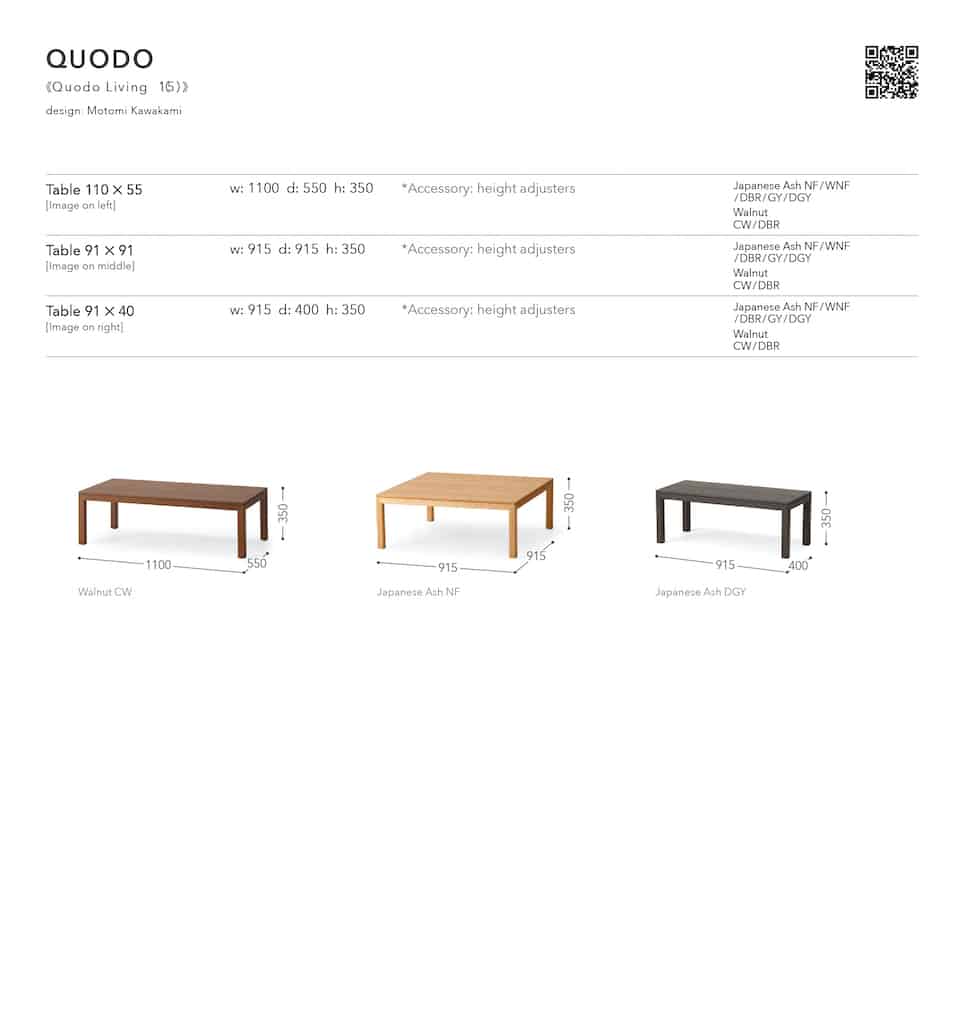 QUODO
《Quodo Living
design: Motomi Kawakami
Table 110 × 55 w: 1100 d: 550 h: 350 *Accessory: height adjusters Japanese Ash NF/WNF
[Image on left] /DBR/GY/DGY
Walnut
CW/DBR
Table 91 × 91 w: 915 d: 915 h: 350 *Accessory: height adjusters Japanese Ash NF/WNF
[Image on middle] /DBR/GY/DGY
Walnut
CW/DBR
Table 91 × 40 w: 915 d: 400 h: 350 *Accessory: height adjusters Japanese Ash NF/WNF
[Image on right] /DBR/GY/DGY
Walnut
CW/DBR
350
1100
550
Walnut CW
350
915
915
Japanese Ash NF
350
915
400
Japanese Ash DGY